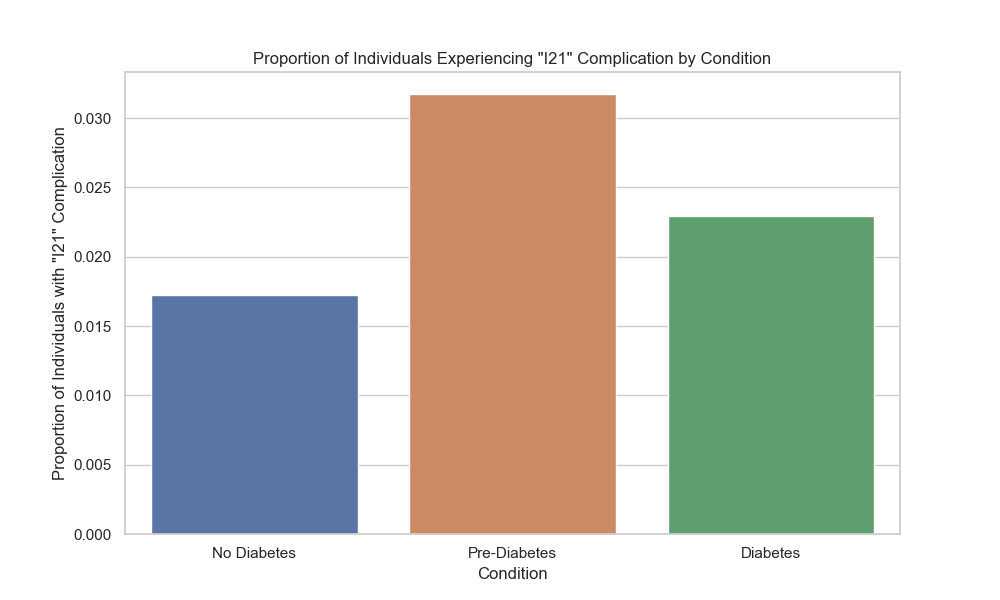 Proportion of Individuals Experiencing "I21" Complication by Condition
Proportion of Individuals with "I21" Complication
0.030
0.025
0.020
0.015
0.010
0.005
0.000
No Diabetes
Pre-Diabetes
Diabetes
Condition